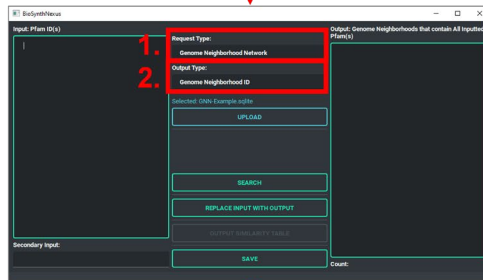 BioSynthNexus
Input: Pfam ID(s)
1.
Request Type:
Genome Neighborhood Network
2.
Output Type:
Genome Neighborhood ID
Selected: GNN-Example.sqlite
UPLOAD
SEARCH
REPLACE INPUT WITH OUTPUT
OUTPUT SIMILARITY TABLE
SAVE
Secondary Input:
Output: Genome Neighborhoods that contain All Inputted
Pfam(s)
Count: